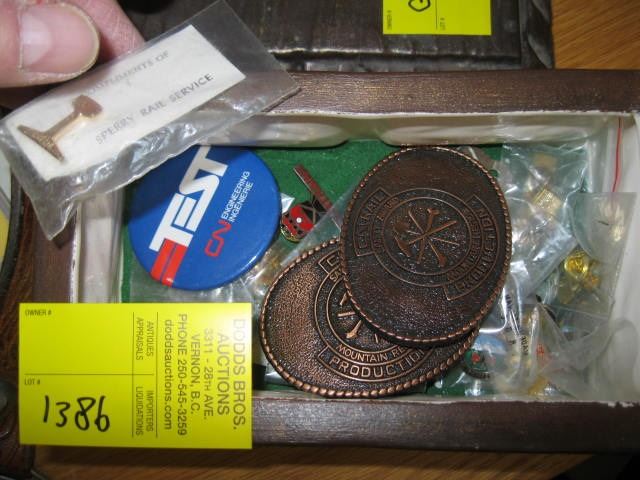 COMPLIMENTS OF
SPERRY RAIL SERVICE
TEST
CN
ENGINEERING
INGÉNIERIE
MOUNTAIN RE
PRODUCTION
OWNER #
ANTIQUES
APPRAISALS
IMPORTERS
LIQUIDATIONS
LOT #
1386
DODDS BROS.
AUCTIONS
3311 - 28TH AVE.
VERNON, B.C.
PHONE 250-545-3259
doddsauctions.com